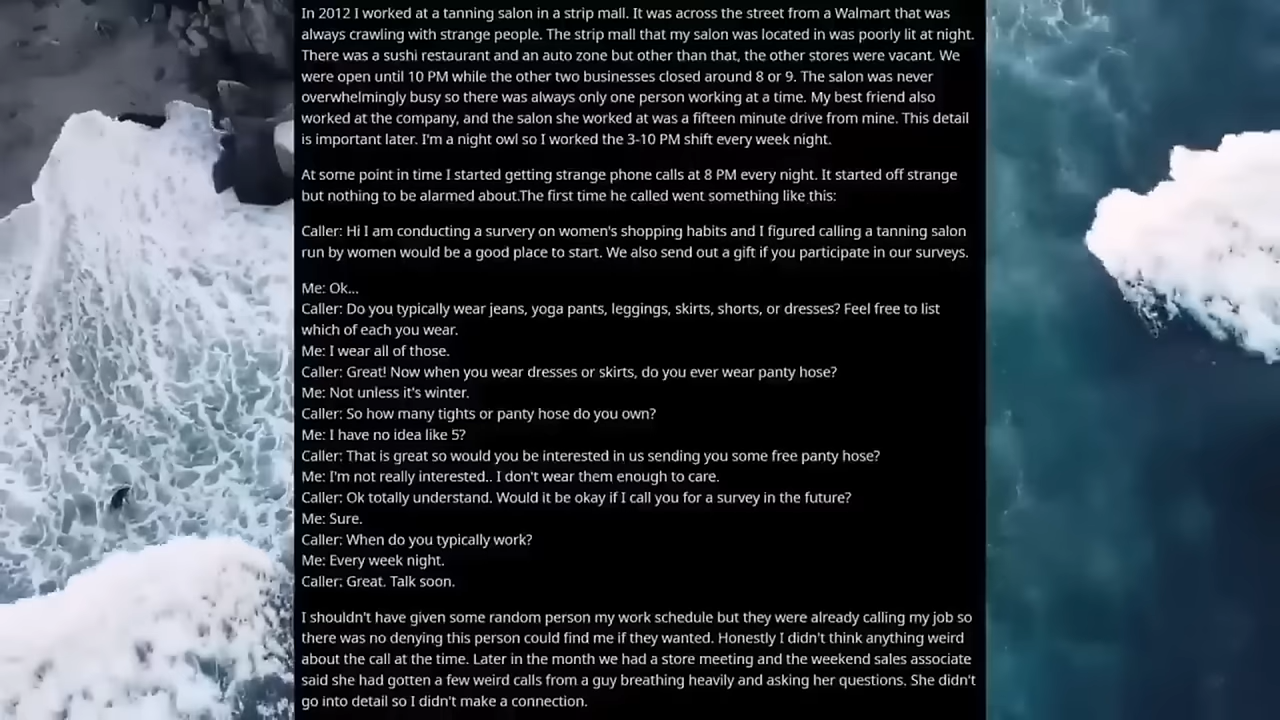 In 2012 I worked at a tanning salon in a strip mall. It was across the street from a Walmart that was
always crawling with strange people. The strip mall that my salon was located in was poorly lit at night.
There was a sushi restaurant and an auto zone but other than that, the other stores were vacant. We
were open until 10 PM while the other two businesses closed around 8 or 9. The salon was never
overwhelmingly busy so there was always only one person working at a time. My best friend also
worked at the company, and the salon she worked at was a fifteen minute drive from mine. This detail
is important later. I'm a night owl so I worked the 3-10 PM shift every week night.
At some point in time I started getting strange phone calls at 8 PM every night. It started off strange
but nothing to be alarmed about.The first time he called went something like this:
Caller: Hi I am conducting a survery on women's shopping habits and I figured calling a tanning salon
run by women would be a good place to start. We also send out a gift if you participate in our surveys.
Me: Ok...
Caller: Do you typically wear jeans, yoga pants, leggings, skirts, shorts, or dresses? Feel free to list
which of each you wear.
Me: I wear all of those.
Caller: Great! Now when you wear dresses or skirts, do you ever wear panty hose?
Me: Not unless it's winter.
Caller: So how many tights or panty hose do you own?
Me: I have no idea like 5?
Caller: That is great so would you be interested in us sending you some free panty hose?
Me: I'm not really interested.. I don't wear them enough to care.
Caller: Ok totally understand. Would it be okay if I call you for a survey in the future?
Me: Sure.
Caller: When do you typically work?
Me: Every week night.
Caller: Great. Talk soon.
I shouldn't have given some random person my work schedule but they were already calling my job so
there was no denying this person could find me if they wanted. Honestly I didn't think anything weird
about the call at the time. Later in the month we had a store meeting and the weekend sales associate
said she had gotten a few weird calls from a guy breathing heavily and asking her questions. She didn't
go into detail so I didn't make a connection.